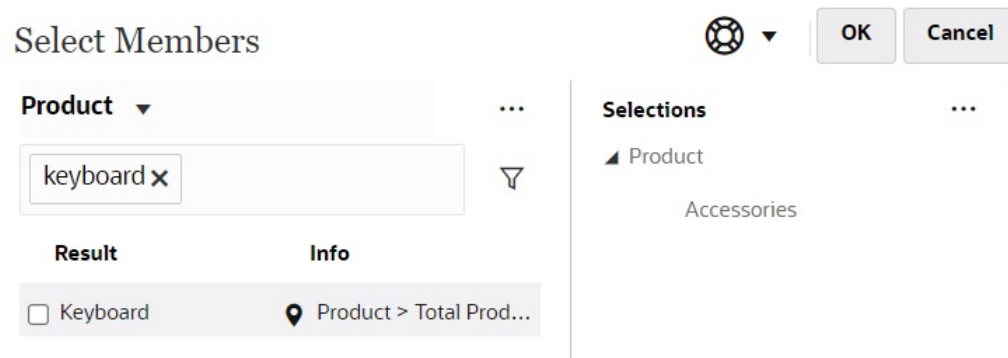 Select Members
OK
Cancel
Product
...
keyboard
Result
Info
Keyboard
Product > Total Prod...
Selections
...
Product
Accessories